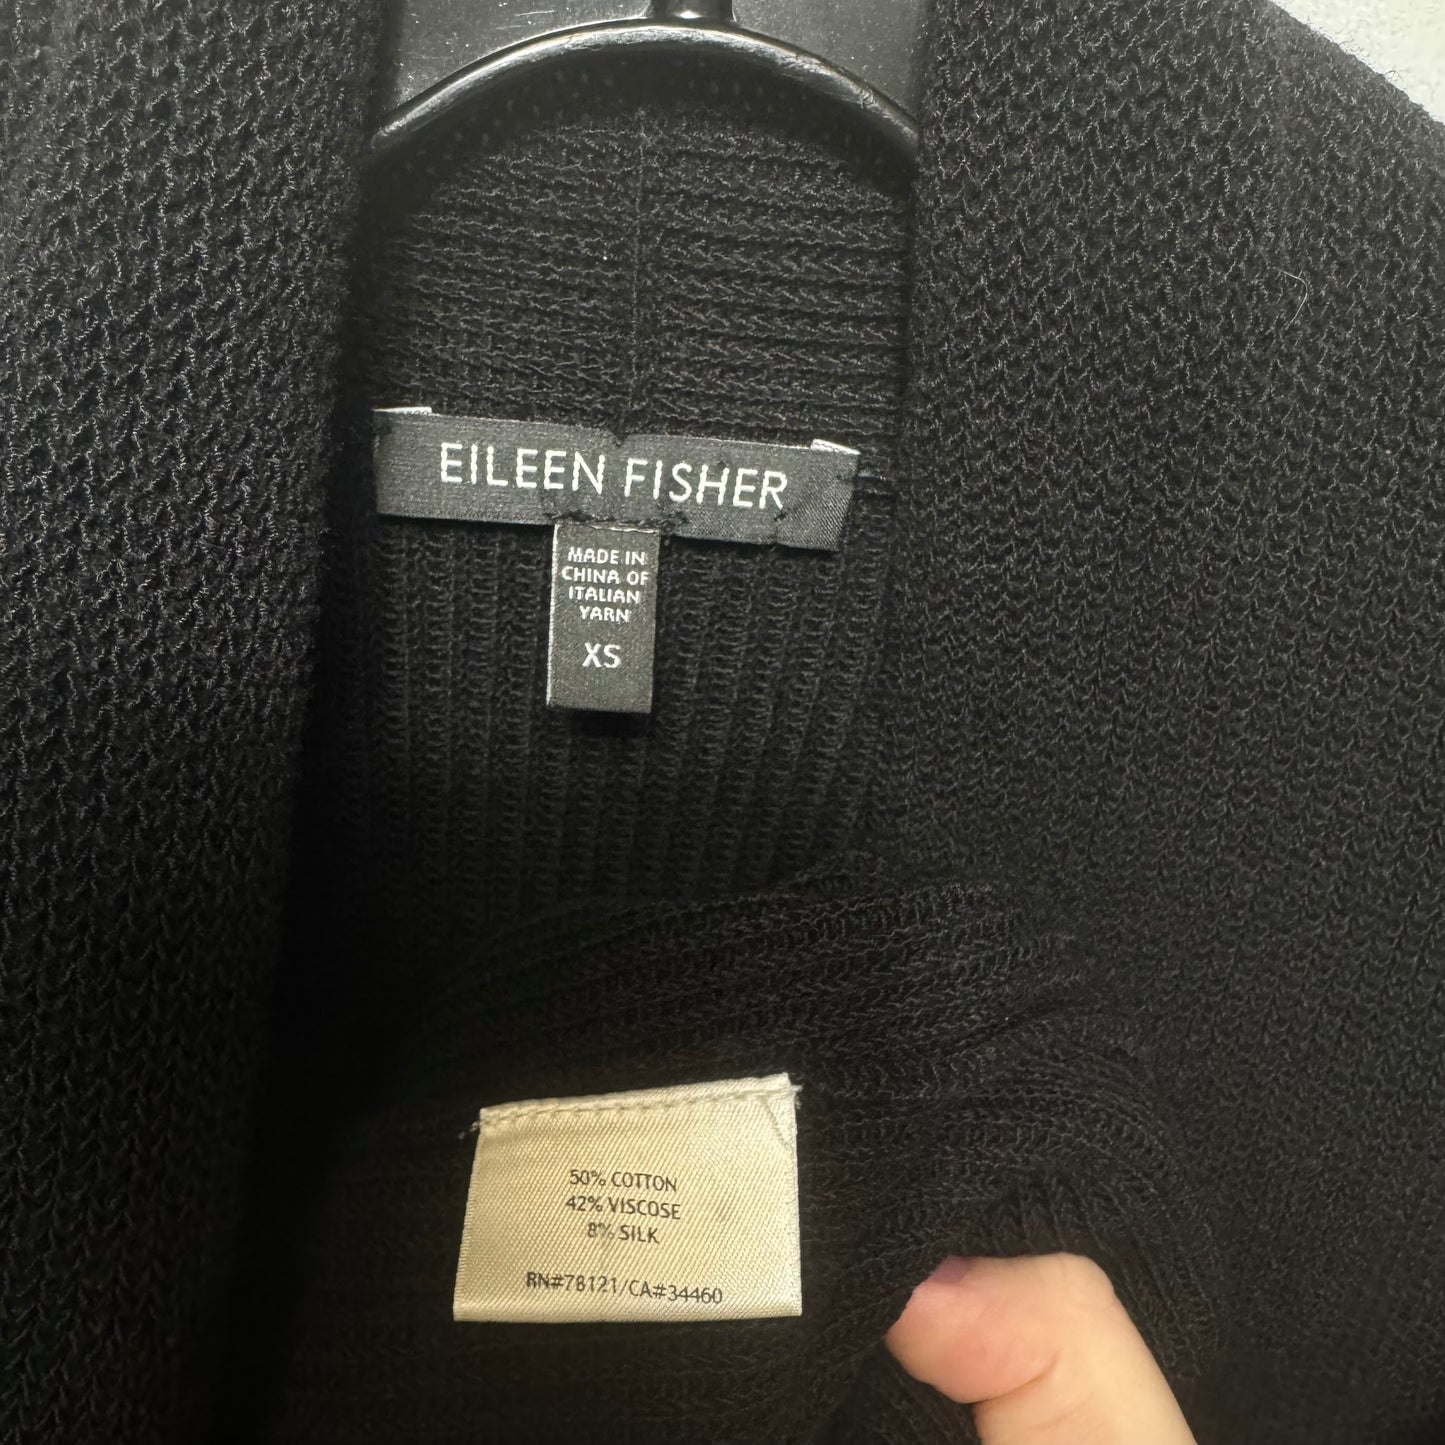 EILEEN FISHER
MADE IN
CHINA OF
ITALIAN
YARN
XS
50% COTTON
42% VISCOSE
8% SILK
RN#78121/CA#34460